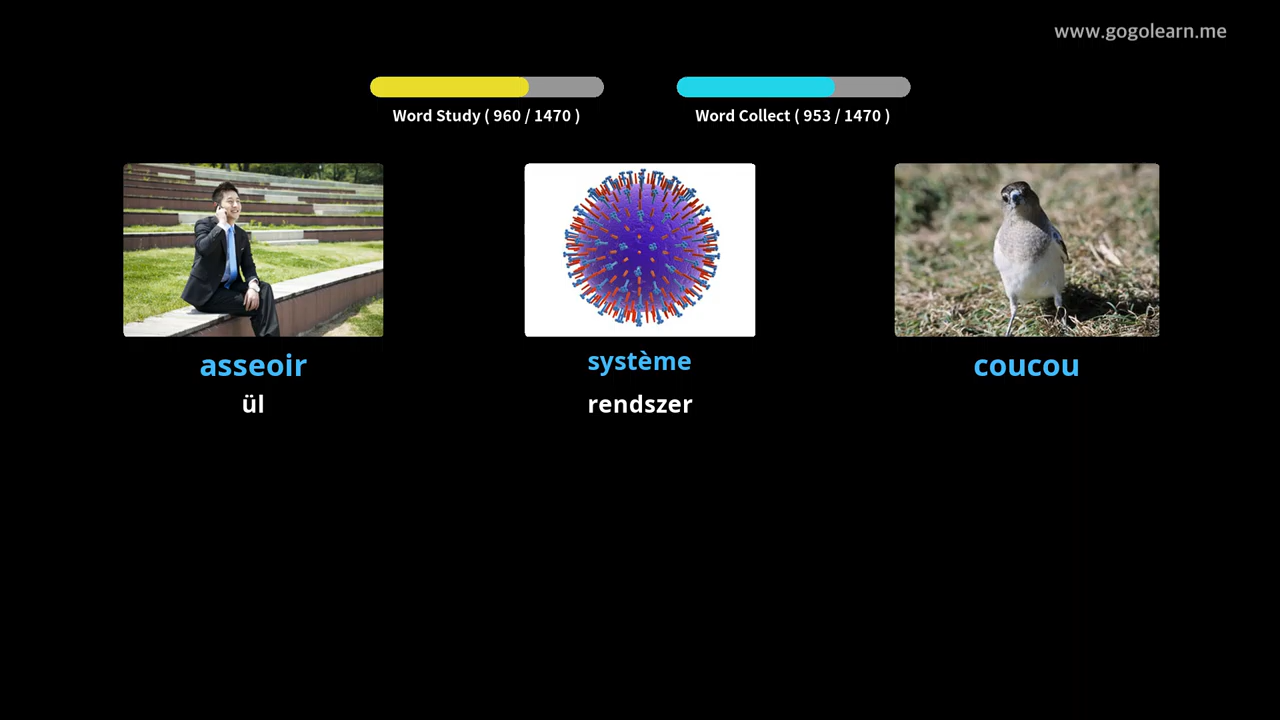 www.gogolearn.me
Word Study ( 960 / 1470 )
Word Collect ( 953 / 1470 )
asseoir
système
coucou
ül
rendszer